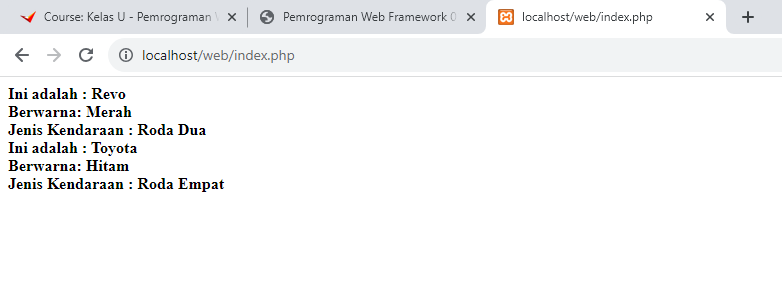 Course: Kelas U - Pemrograman
Pemrograman Web Framework 0
localhost/web/index.php
localhost/web/index.php
Ini adalah : Revo
Berwarna: Merah
Jenis Kendaraan : Roda Dua
Ini adalah : Toyota
Berwarna: Hitam
Jenis Kendaraan : Roda Empat